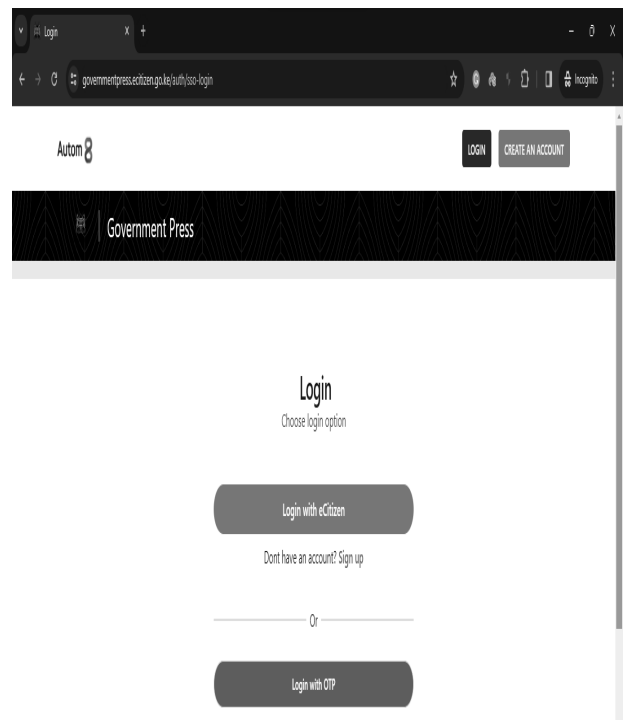 Login
governmentpress.ecitizen.go.ke/auth/sso-login
Incognito
Autom8
LOGIN
CREATE AN ACCOUNT
Government Press
Login
Choose login option
Login with eCitizen
Dont have an account? Sign up
Or
Login with OTP